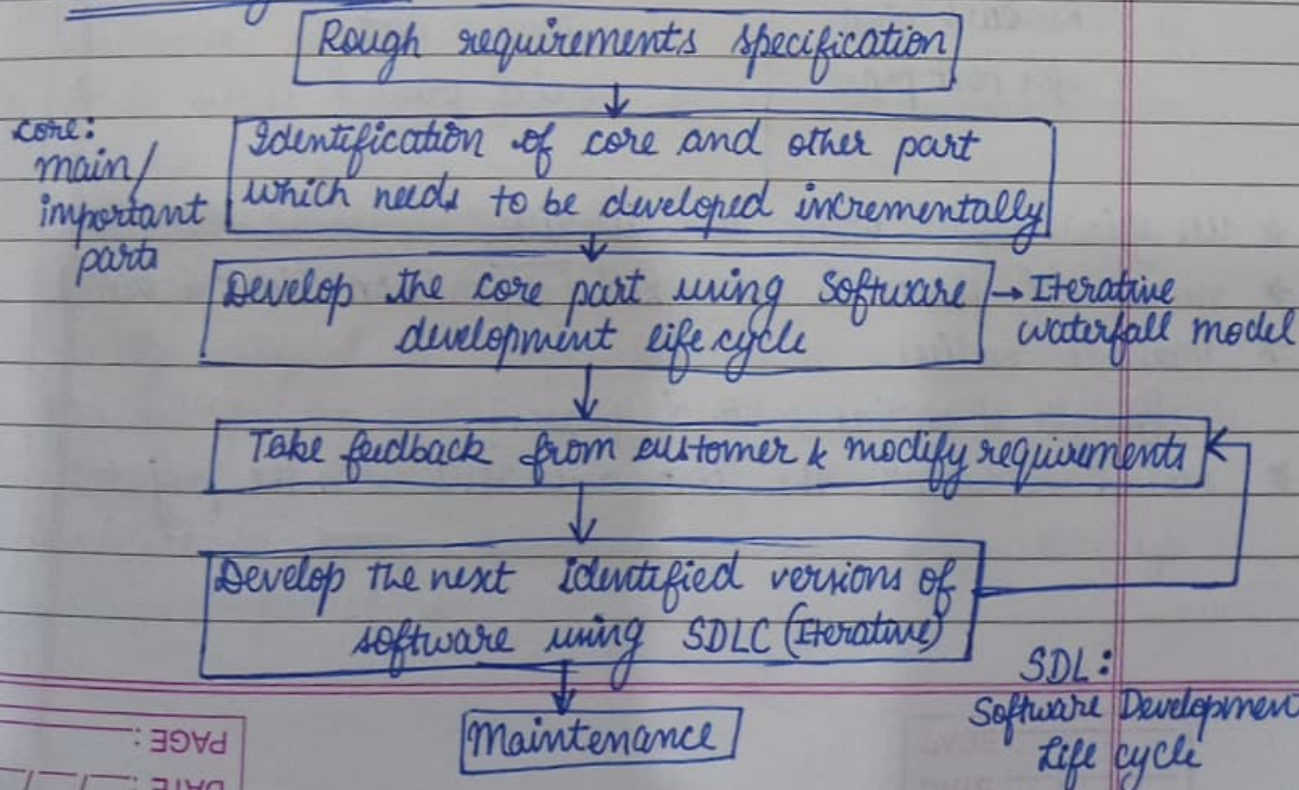 Rough requirements specification
core:
main/
important
parts
Identification of core and other part
which needs to be developed incrementally
Develop the core part using Software
development life cycle
→ Iterative
waterfall model
Take feedback from customer & modify requirements
Develop the next identified versions of
software using SDLC (Iterative)
SDL:
Software Developmen
Life cycle
Maintenance
PAGE:
DATE: